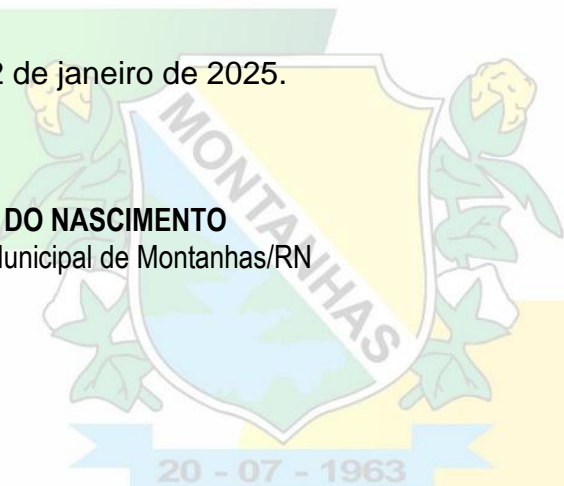 2 de janeiro de 2025.
DO NASCIMENTO
Municipal de Montanhas/RN
MONTANHAS
20 - 07 - 1963